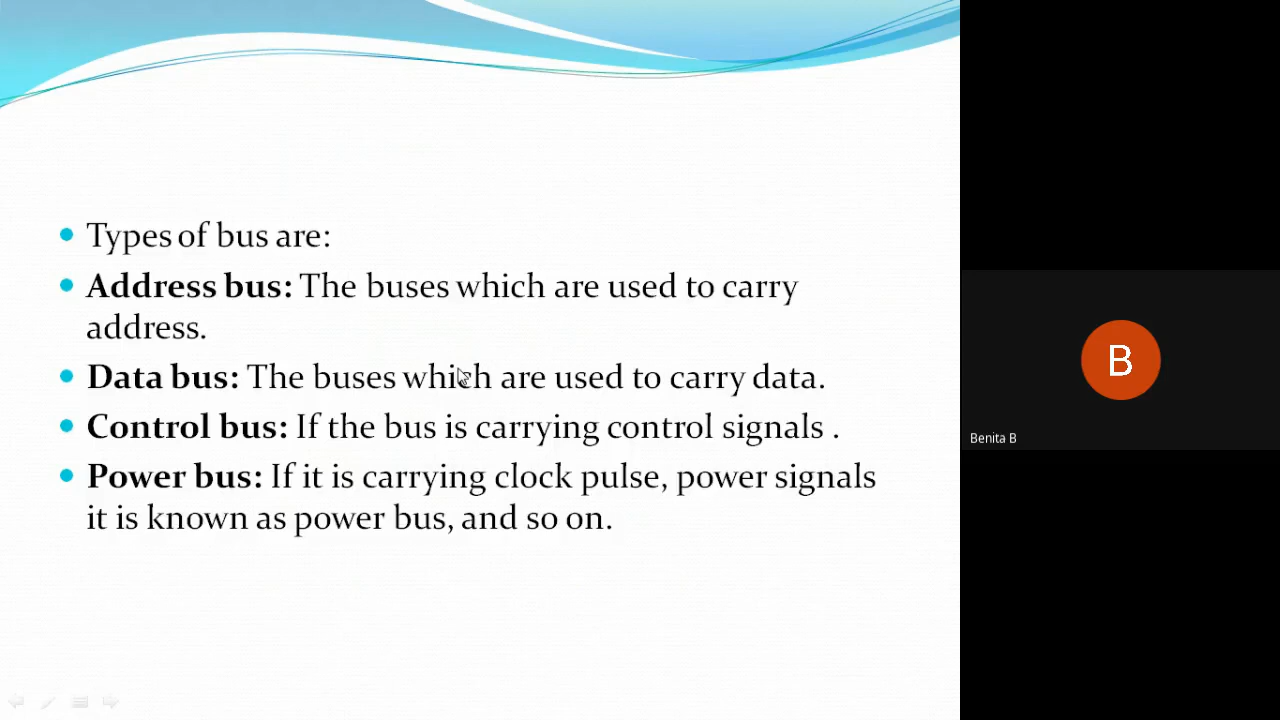 Types of bus are:
Address bus: The buses which are used to carry
address.
Data bus: The buses which are used to carry data.
Control bus: If the bus is carrying control signals .
Power bus: If it is carrying clock pulse, power signals
it is known as power bus, and so on.
B
Benita B